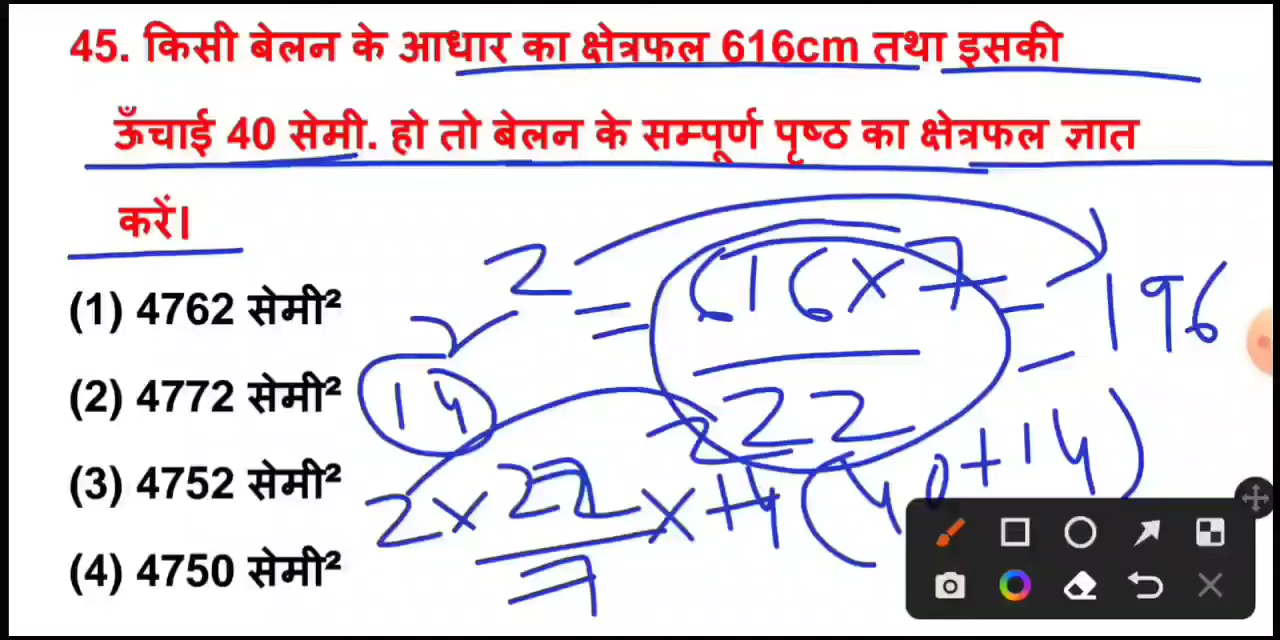 45. किसी बेलन के आधार का क्षेत्रफल 616cm तथा इसकी
ऊँचाई 40 सेमी. हो तो बेलन के सम्पूर्ण पृष्ठ का क्षेत्रफल ज्ञात
करें।
(1) 4762 सेमी²
(2) 4772 सेमी²
(3) 4752 सेमी²
(4) 4750 सेमी²
2 = 616×7 = 196
22
14
2 × 22 × 14 (40+14)
7